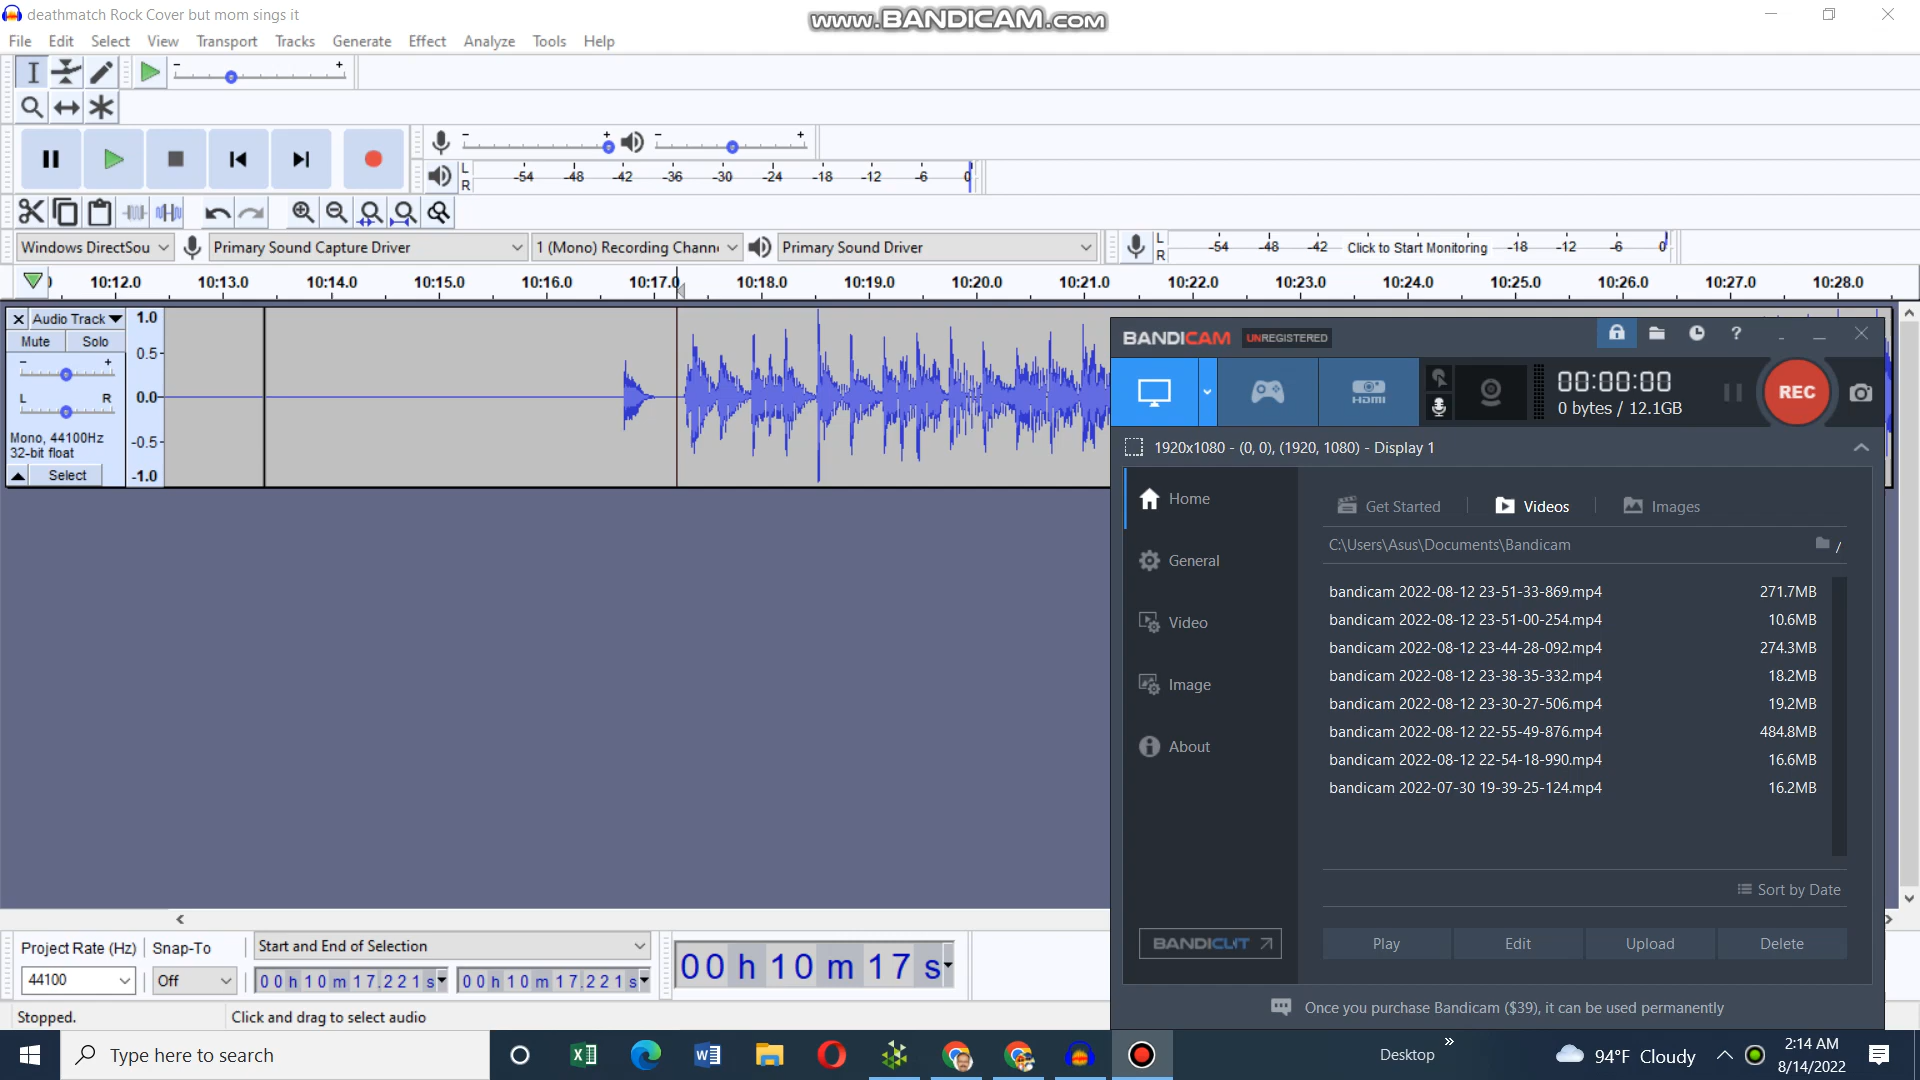 deathmatch Rock Cover but mom sings it
www.BANDICAM.com
File Edit Select View Transport Tracks Generate Effect Analyze Tools Help
L R -54 -48 -42 -36 -30 -24 -18 -12 -6 0
Windows DirectSou Primary Sound Capture Driver 1 (Mono) Recording Chann Primary Sound Driver L R -54 -48 -42 Click to Start Monitoring -18 -12 -6 0
10:12.0 10:13.0 10:14.0 10:15.0 10:16.0 10:17.0 10:18.0 10:19.0 10:20.0 10:21.0 10:22.0 10:23.0 10:24.0 10:25.0 10:26.0 10:27.0 10:28.0
Audio Track 1.0
Mute Solo
0.5
L R 0.0
Mono, 44100Hz -0.5
32-bit float
Select -1.0
BANDICAM UNREGISTERED ?
HDMI 00:00:00 REC
0 bytes / 12.1GB
1920x1080 - (0, 0), (1920, 1080) - Display 1
Home
General
Video
Image
About
BANDICUT
Get Started Videos Images
C:\Users\Asus\Documents\Bandicam /
bandicam 2022-08-12 23-51-33-869.mp4 271.7MB
bandicam 2022-08-12 23-51-00-254.mp4 10.6MB
bandicam 2022-08-12 23-44-28-092.mp4 274.3MB
bandicam 2022-08-12 23-38-35-332.mp4 18.2MB
bandicam 2022-08-12 23-30-27-506.mp4 19.2MB
bandicam 2022-08-12 22-55-49-876.mp4 484.8MB
bandicam 2022-08-12 22-54-18-990.mp4 16.6MB
bandicam 2022-07-30 19-39-25-124.mp4 16.2MB
Sort by Date
Play Edit Upload Delete
Once you purchase Bandicam ($39), it can be used permanently
Project Rate (Hz) Snap-To Start and End of Selection
44100 Off 00h10m17.221s 00h10m17.221s 00h10m17s
Stopped. Click and drag to select audio
Type here to search Desktop » 94°F Cloudy 2:14 AM
8/14/2022